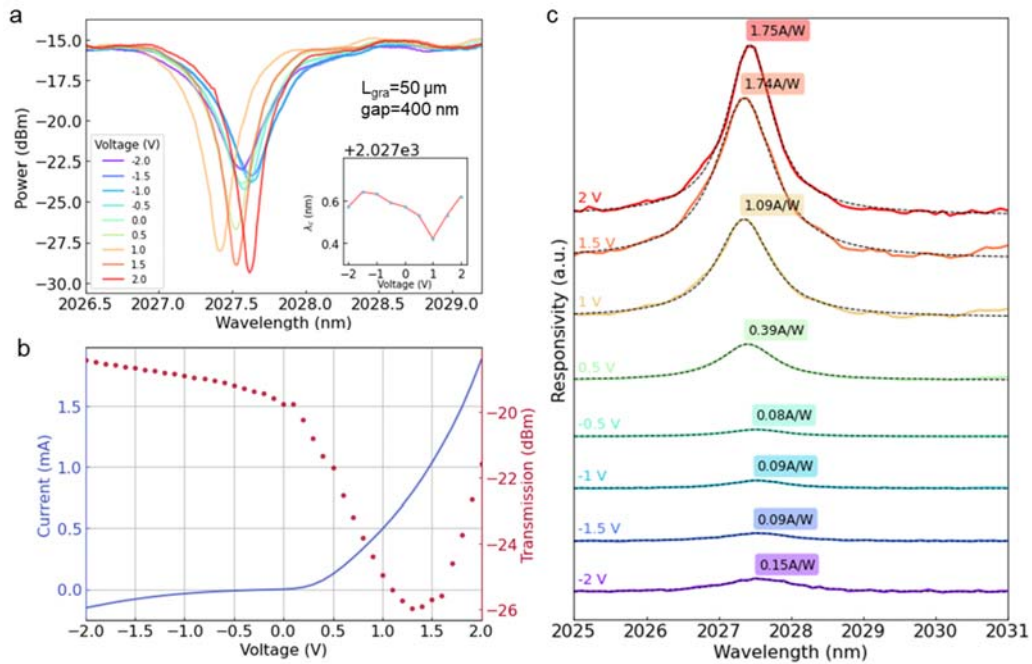 a
−15.0
−17.5
−20.0
−22.5
−25.0
−27.5
−30.0
Power (dBm)
L_gra=50 μm
gap=400 nm
Voltage (V)
-2.0
-1.5
-1.0
-0.5
0.0
0.5
1.0
1.5
2.0
+2.027e3
0.6
0.4
λc (nm)
−2 −1 0 1 2
Voltage (V)
2026.5 2027.0 2027.5 2028.0 2028.5 2029.0
Wavelength (nm)
b
1.5
1.0
0.5
0.0
Current (mA)
−20
−22
−24
−26
Transmission (dBm)
−2.0 −1.5 −1.0 −0.5 0.0 0.5 1.0 1.5 2.0
Voltage (V)
c
Responsivity (a.u.)
1.75A/W
2 V
1.74A/W
1.5 V
1.09A/W
1 V
0.39A/W
0.5 V
0.08A/W
-0.5 V
0.09A/W
-1 V
0.09A/W
-1.5 V
0.15A/W
-2 V
2025 2026 2027 2028 2029 2030 2031
Wavelength (nm)